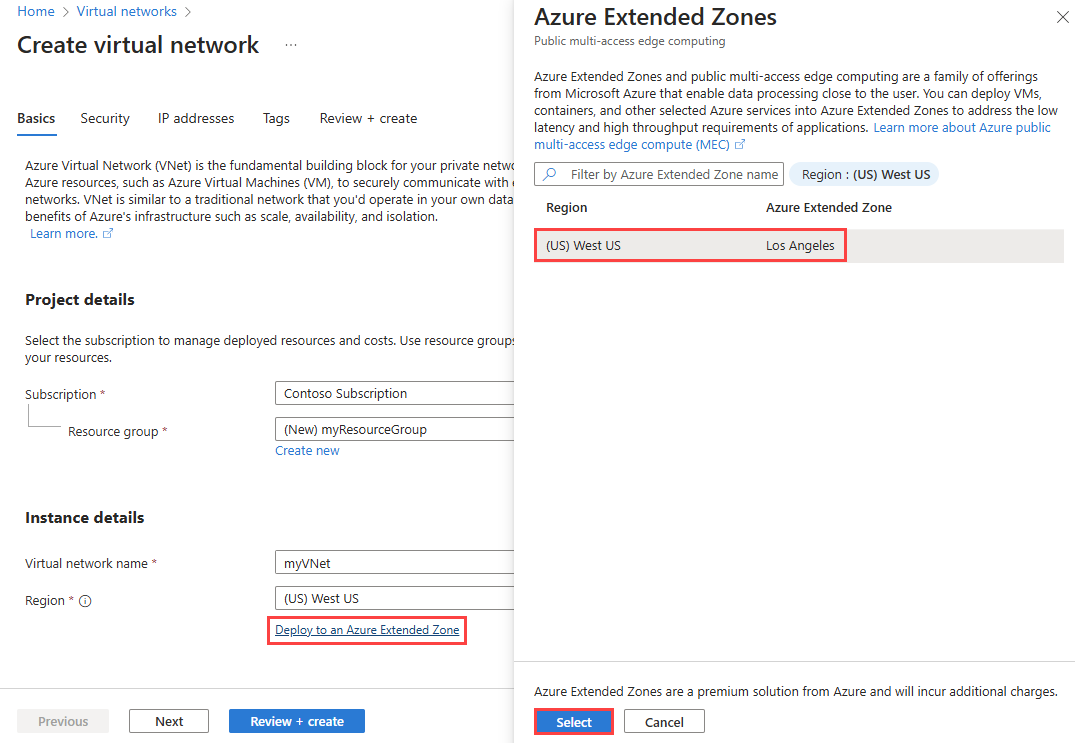 Home > Virtual networks >
Create virtual network ...
Basics Security IP addresses Tags Review + create
Azure Virtual Network (VNet) is the fundamental building block for your private netwo
Azure resources, such as Azure Virtual Machines (VM), to securely communicate with
networks. VNet is similar to a traditional network that you'd operate in your own data
benefits of Azure's infrastructure such as scale, availability, and isolation.
Learn more.
Project details
Select the subscription to manage deployed resources and costs. Use resource groups
your resources.
Subscription *
Contoso Subscription
Resource group *
(New) myResourceGroup
Create new
Instance details
Virtual network name *
myVNet
Region *
(US) West US
Deploy to an Azure Extended Zone
Previous
Next
Review + create
Azure Extended Zones
Public multi-access edge computing
Azure Extended Zones and public multi-access edge computing are a family of offerings
from Microsoft Azure that enable data processing close to the user. You can deploy VMs,
containers, and other selected Azure services into Azure Extended Zones to address the low
latency and high throughput requirements of applications. Learn more about Azure public
multi-access edge compute (MEC)
Filter by Azure Extended Zone name
Region : (US) West US
Region Azure Extended Zone
(US) West US Los Angeles
Azure Extended Zones are a premium solution from Azure and will incur additional charges.
Select
Cancel